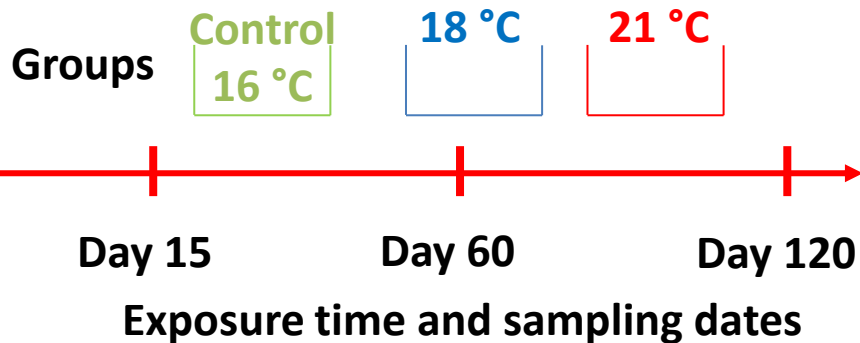 Control 18 °C 21 °C
Groups
16 °C
Day 15 Day 60 Day 120
Exposure time and sampling dates